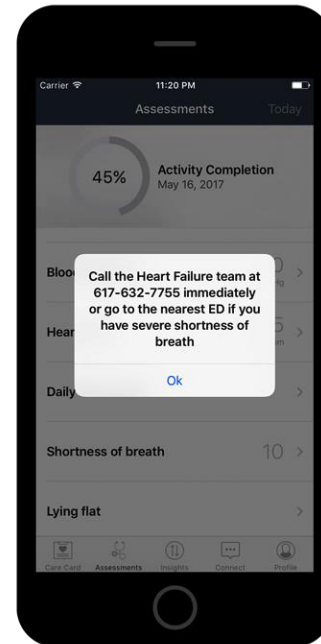 Carrier 11:20 PM
Assessments Today
45%
Activity Completion
May 16, 2017
Call the Heart Failure team at
617-632-7755 immediately
or go to the nearest ED if you
have severe shortness of
breath
Ok
Shortness of breath 10
Lying flat
Care Card Assessments Insights Connect Profile